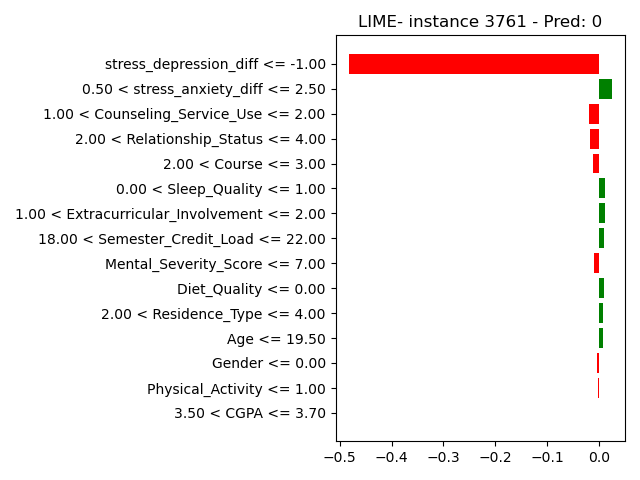 LIME- instance 3761 - Pred: 0
stress_depression_diff <= -1.00
0.50 < stress_anxiety_diff <= 2.50
1.00 < Counseling_Service_Use <= 2.00
2.00 < Relationship_Status <= 4.00
2.00 < Course <= 3.00
0.00 < Sleep_Quality <= 1.00
1.00 < Extracurricular_Involvement <= 2.00
18.00 < Semester_Credit_Load <= 22.00
Mental_Severity_Score <= 7.00
Diet_Quality <= 0.00
2.00 < Residence_Type <= 4.00
Age <= 19.50
Gender <= 0.00
Physical_Activity <= 1.00
3.50 < CGPA <= 3.70
−0.5 −0.4 −0.3 −0.2 −0.1 0.0